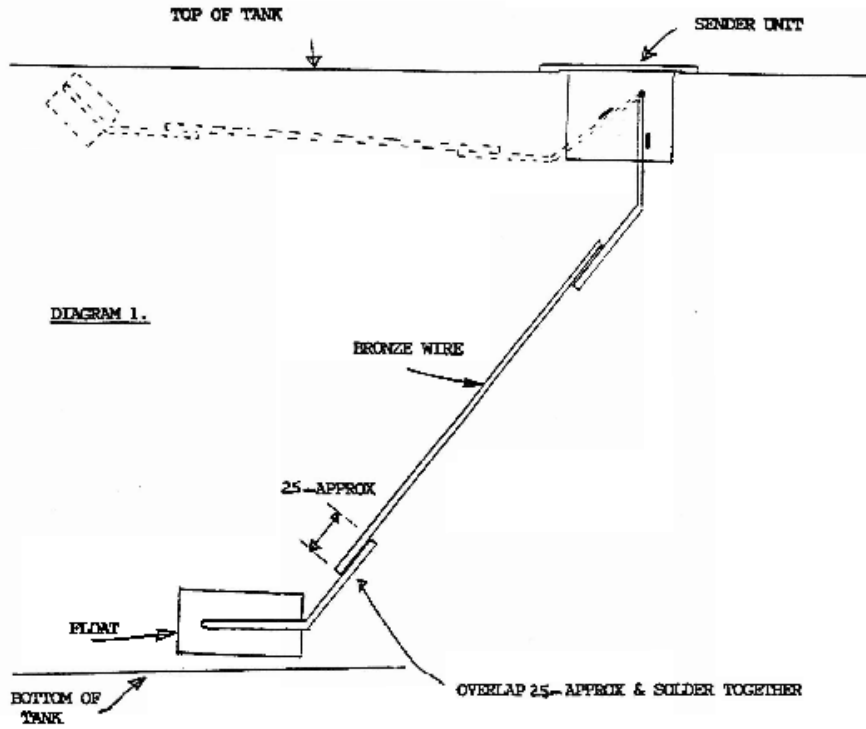 TOP OF TANK
SENDER UNIT
DIAGRAM 1.
BRONZE WIRE
25-APPROX
FLOAT
OVERLAP 25-APPROX & SOLDER TOGETHER
BOTTOM OF
TANK